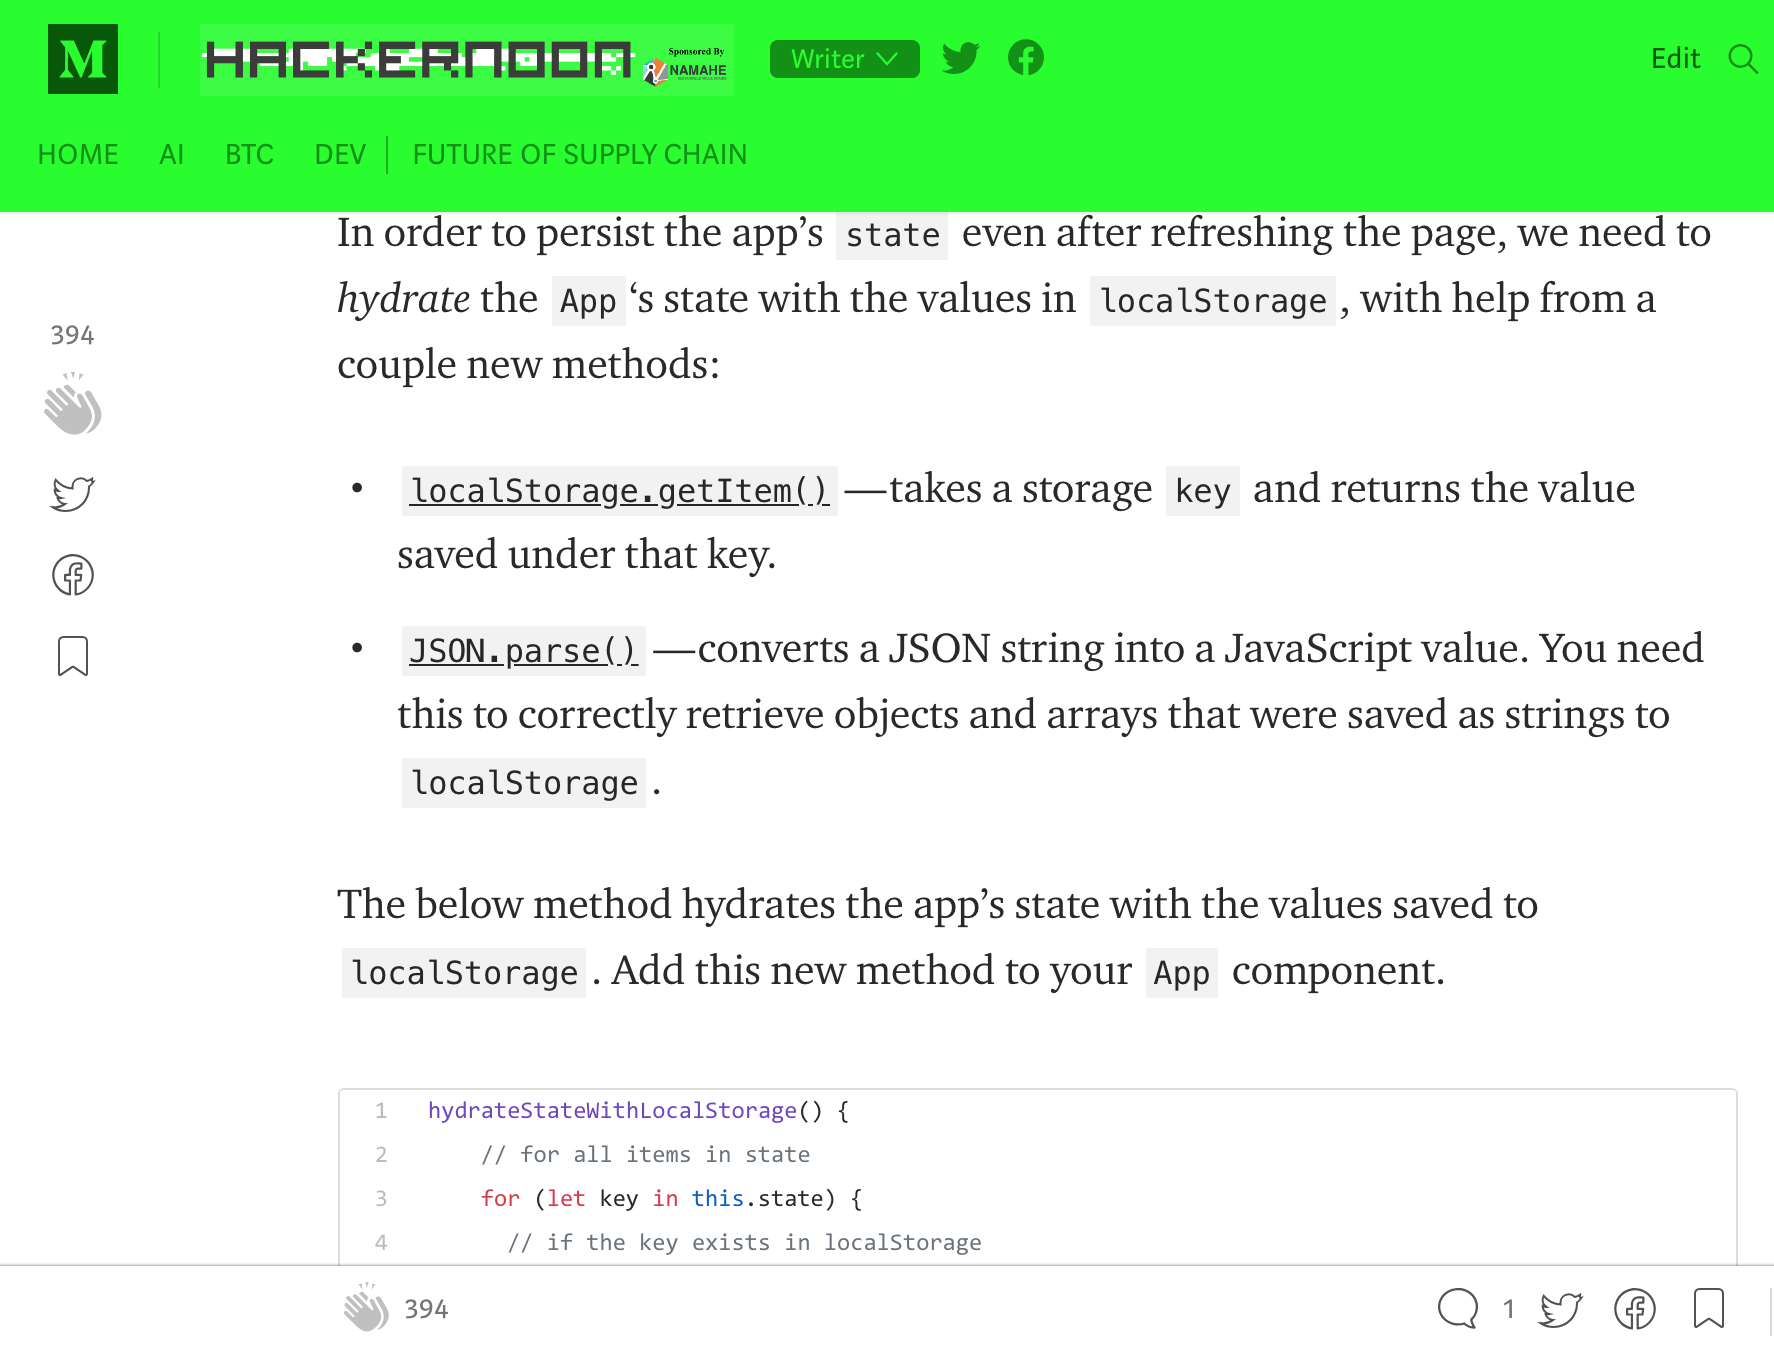 M
HACKERNOON
Sponsored By
NAMAHE
Writer
Edit
HOME AI BTC DEV FUTURE OF SUPPLY CHAIN
In order to persist the app’s state even after refreshing the page, we need to
hydrate the App ‘s state with the values in localStorage, with help from a
couple new methods:
394
• localStorage.getItem() —takes a storage key and returns the value
saved under that key.
• JSON.parse() —converts a JSON string into a JavaScript value. You need
this to correctly retrieve objects and arrays that were saved as strings to
localStorage.
The below method hydrates the app’s state with the values saved to
localStorage. Add this new method to your App component.
1 hydrateStateWithLocalStorage() {
2 // for all items in state
3 for (let key in this.state) {
4 // if the key exists in localStorage
394
1